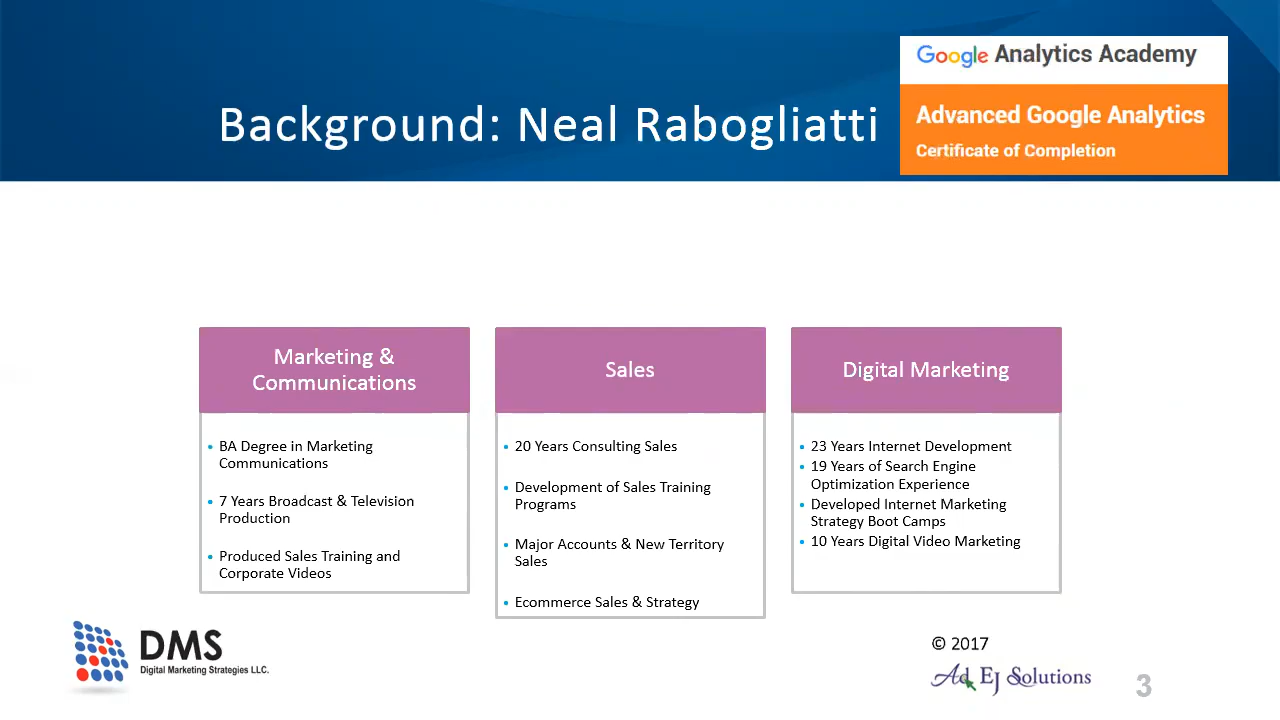 Google Analytics Academy
Background: Neal Rabogliatti
Advanced Google Analytics
Certificate of Completion
Marketing &
Communications
• BA Degree in Marketing
Communications
• 7 Years Broadcast & Television
Production
• Produced Sales Training and
Corporate Videos
Sales
• 20 Years Consulting Sales
• Development of Sales Training
Programs
• Major Accounts & New Territory
Sales
• Ecommerce Sales & Strategy
Digital Marketing
• 23 Years Internet Development
• 19 Years of Search Engine
Optimization Experience
• Developed Internet Marketing
Strategy Boot Camps
• 10 Years Digital Video Marketing
DMS
Digital Marketing Strategies LLC.
© 2017
Ad EJ Solutions
3